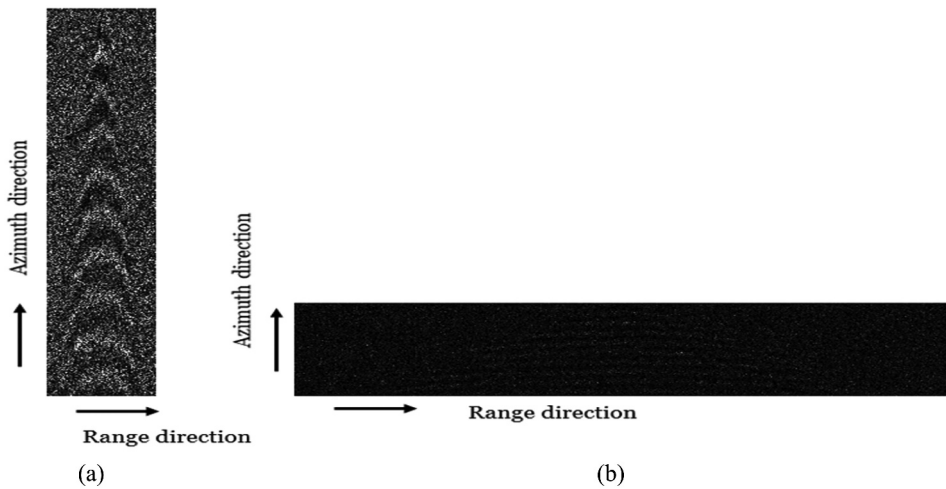 Azimuth direction
Range direction
(a)
Azimuth direction
Range direction
(b)